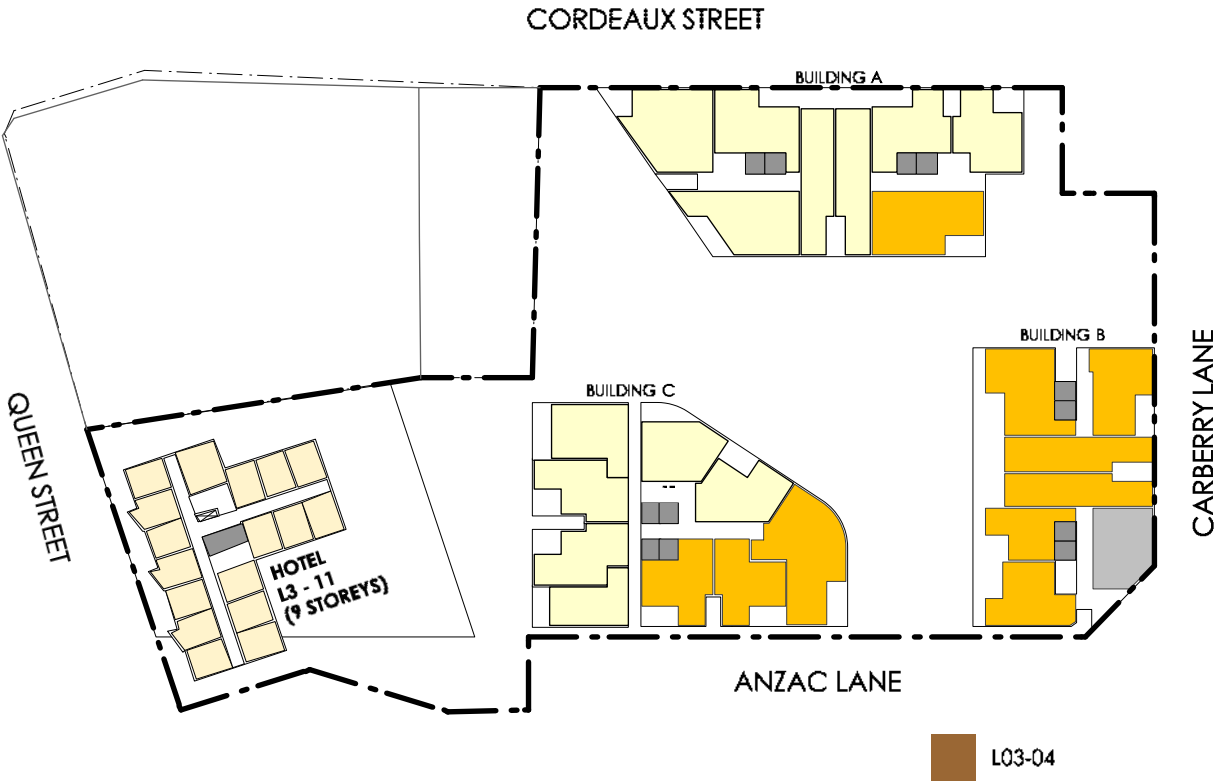 CORDEAUX STREET
BUILDING A
BUILDING B
BUILDING C
QUEEN STREET
CARBERRY LANE
HOTEL
L3 - 11
(9 STOREYS)
ANZAC LANE
L03-04